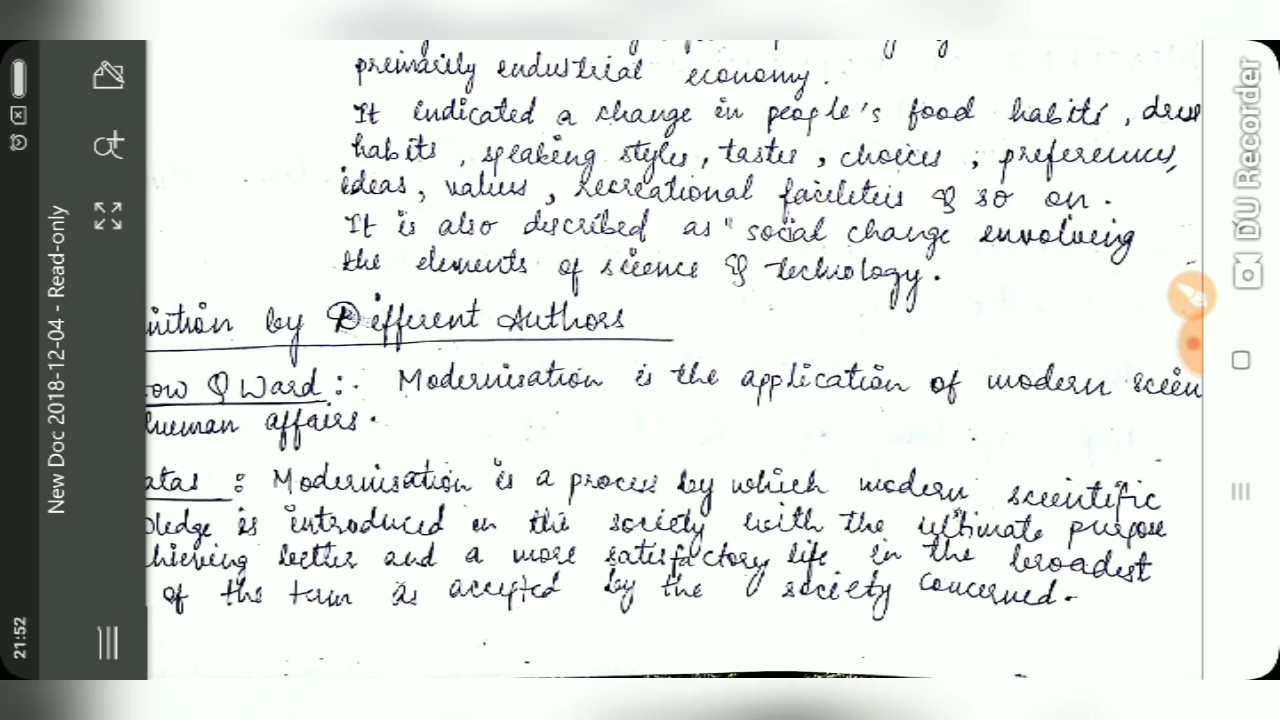 primarily industrial economy.
It indicated a change in people's food habits, dress
habits, speaking styles, tastes, choices, preferences,
ideas, values, recreational facilities & so on.
It is also described as "social change involving
the elements of science & technology.
nition by Different Authors
ow & Ward :- Modernisation is the application of modern scien
human affairs.
atas : Modernisation is a process by which modern scientific
ledge is introduced in the society with the ultimate purpose
hieving better and a more satisfactory life in the broadest
of the term as accepted by the society concerned.
New Doc 2018-12-04 - Read-only
21:52
DU Recorder